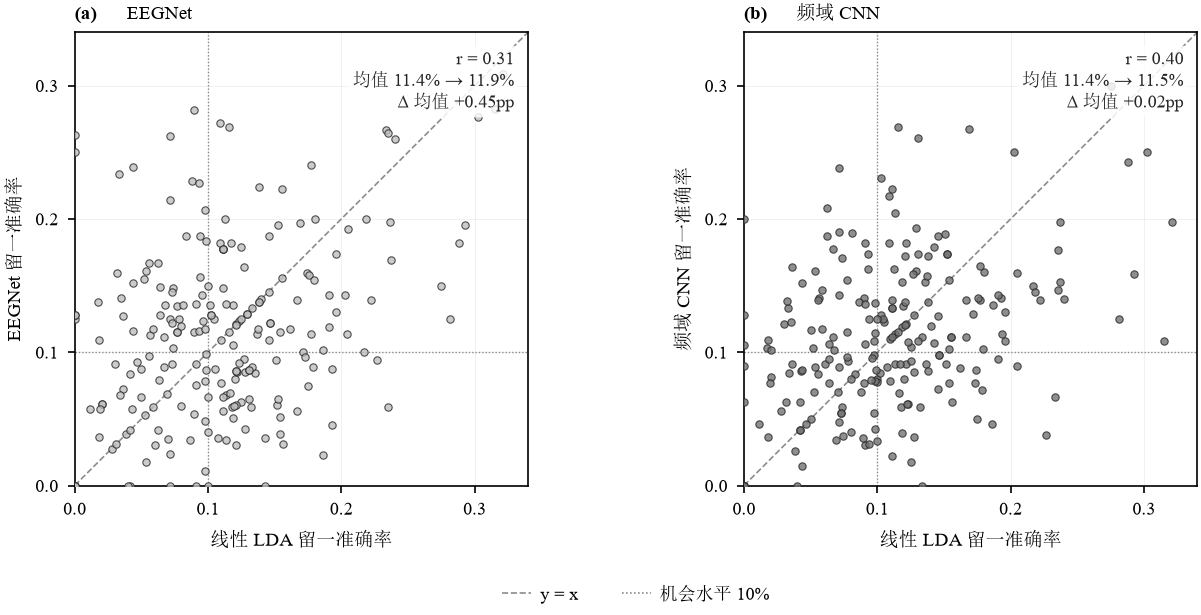 (a) EEGNet
r = 0.31
均值 11.4% → 11.9%
Δ 均值 +0.45pp
EEGNet 留一准确率
0.3
0.2
0.1
0.0
0.0 0.1 0.2 0.3
线性 LDA 留一准确率
(b) 频域 CNN
r = 0.40
均值 11.4% → 11.5%
Δ 均值 +0.02pp
频域 CNN 留一准确率
0.3
0.2
0.1
0.0
0.0 0.1 0.2 0.3
线性 LDA 留一准确率
y = x 机会水平 10%